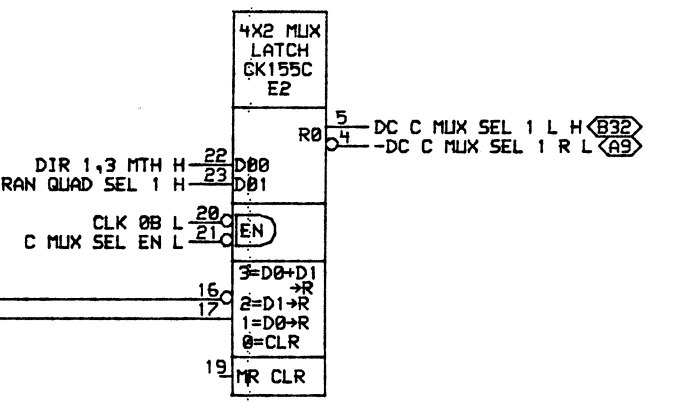 4X2 MUX
LATCH
CK155C
E2
5 DC C MUX SEL 1 L H B32
R0
4 -DC C MUX SEL 1 R L A9
DIR 1,3 MTH H 22 D00
RAN QUAD SEL 1 H 23 D01
CLK 0B L 20
EN
C MUX SEL EN L 21
3=D0+D1
→R
16
2=D1→R
17
1=D0→R
0=CLR
19 MR CLR